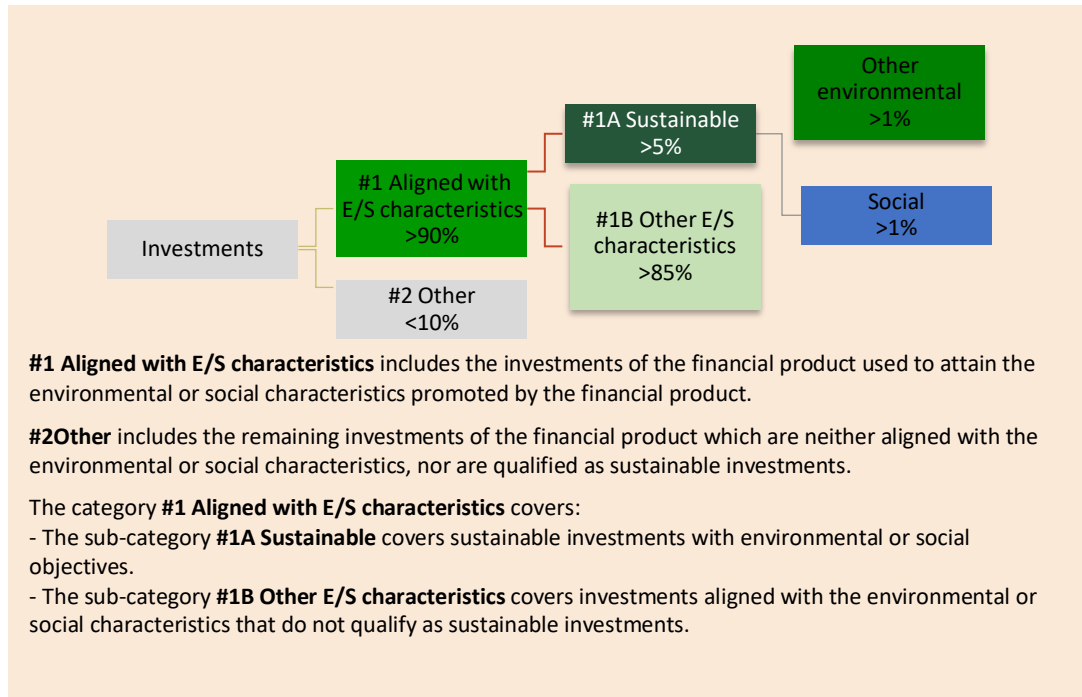 Investments
#1 Aligned with
E/S characteristics
>90%
#2 Other
<10%
#1A Sustainable
>5%
#1B Other E/S
characteristics
>85%
Other
environmental
>1%
Social
>1%
#1 Aligned with E/S characteristics includes the investments of the financial product used to attain the
environmental or social characteristics promoted by the financial product.
#2Other includes the remaining investments of the financial product which are neither aligned with the
environmental or social characteristics, nor are qualified as sustainable investments.
The category #1 Aligned with E/S characteristics covers:
- The sub-category #1A Sustainable covers sustainable investments with environmental or social
objectives.
- The sub-category #1B Other E/S characteristics covers investments aligned with the environmental or
social characteristics that do not qualify as sustainable investments.